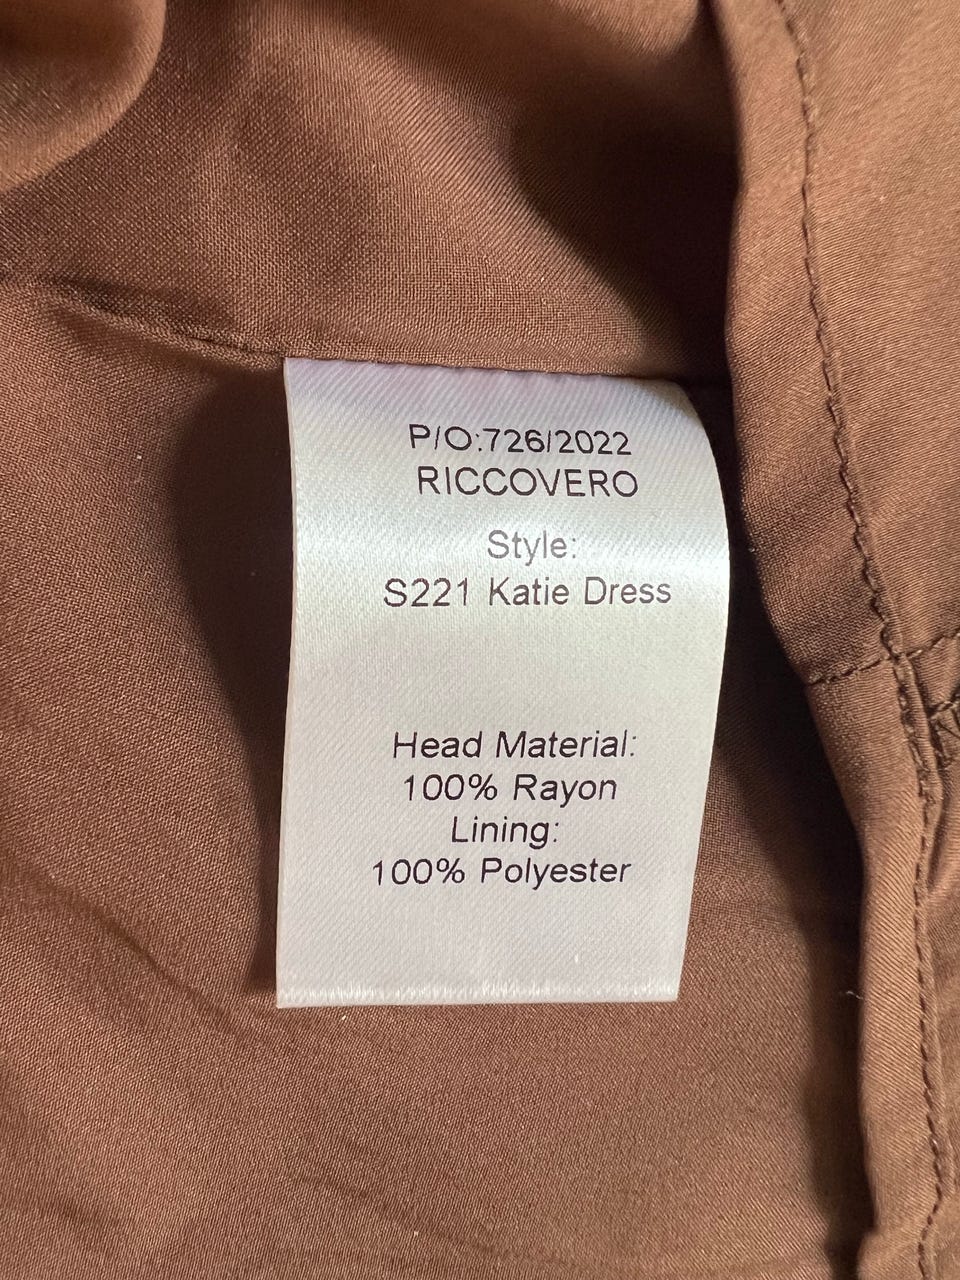 P/O:726/2022
RICCOVERO
Style:
S221 Katie Dress
Head Material:
100% Rayon
Lining:
100% Polyester